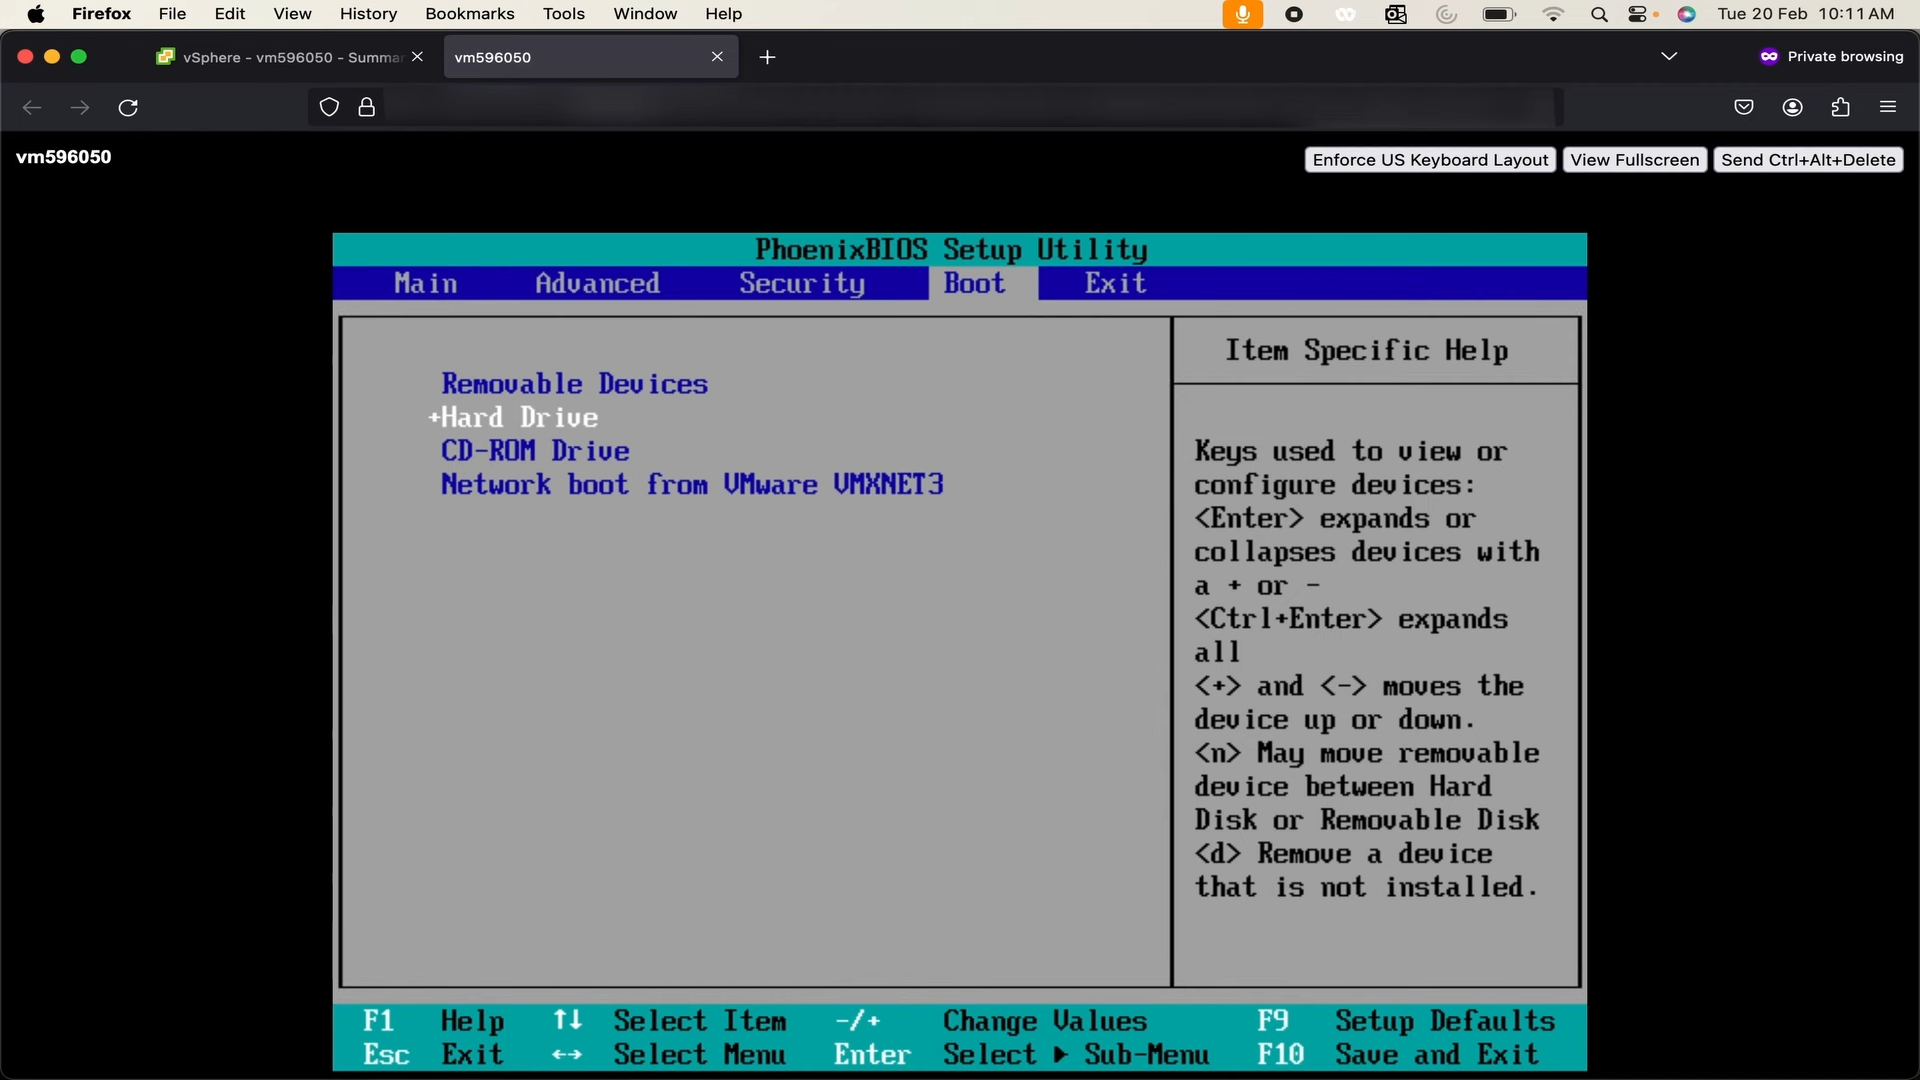 Firefox File Edit View History Bookmarks Tools Window Help Tue 20 Feb 10:11 AM
vSphere - vm596050 - Summar vm596050 Private browsing
vm596050 Enforce US Keyboard Layout View Fullscreen Send Ctrl+Alt+Delete
PhoenixBIOS Setup Utility
Main Advanced Security Boot Exit
Removable Devices
+Hard Drive
CD-ROM Drive
Network boot from VMware VMXNET3
Item Specific Help
Keys used to view or
configure devices:
<Enter> expands or
collapses devices with
a + or -
<Ctrl+Enter> expands
all
<+> and <-> moves the
device up or down.
<n> May move removable
device between Hard
Disk or Removable Disk
<d> Remove a device
that is not installed.
F1 Help ↑↓ Select Item -/+ Change Values F9 Setup Defaults
Esc Exit ↔ Select Menu Enter Select ▶ Sub-Menu F10 Save and Exit